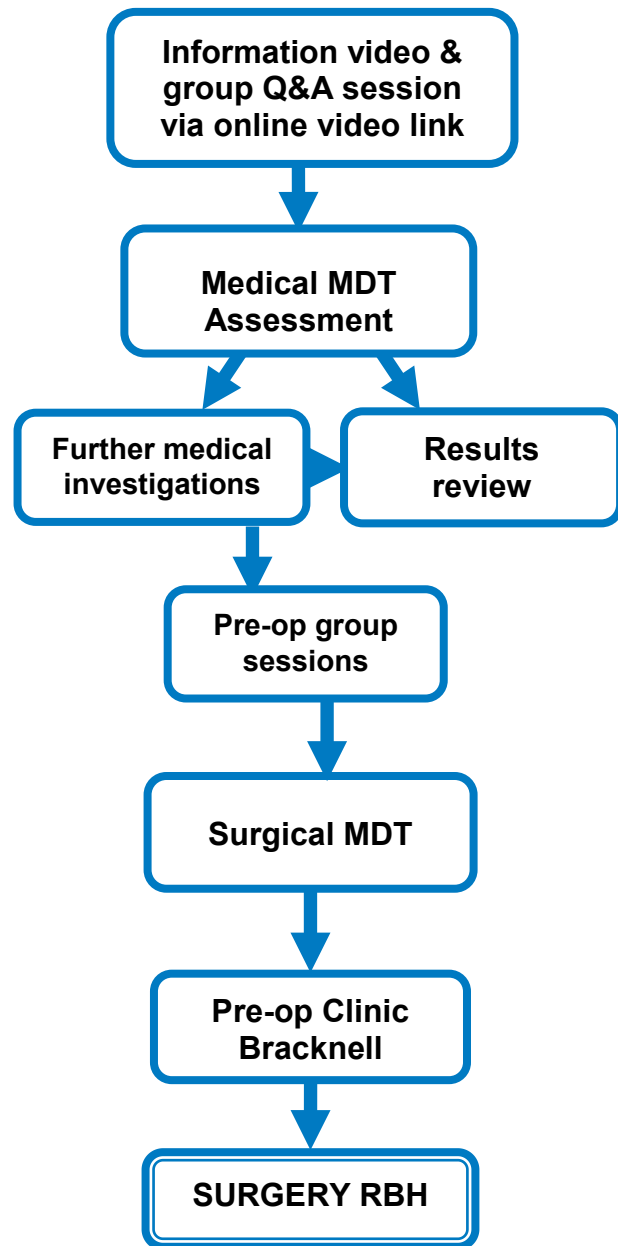 Information video &
group Q&A session
via online video link
Medical MDT
Assessment
Further medical
investigations
Results
review
Pre-op group
sessions
Surgical MDT
Pre-op Clinic
Bracknell
SURGERY RBH